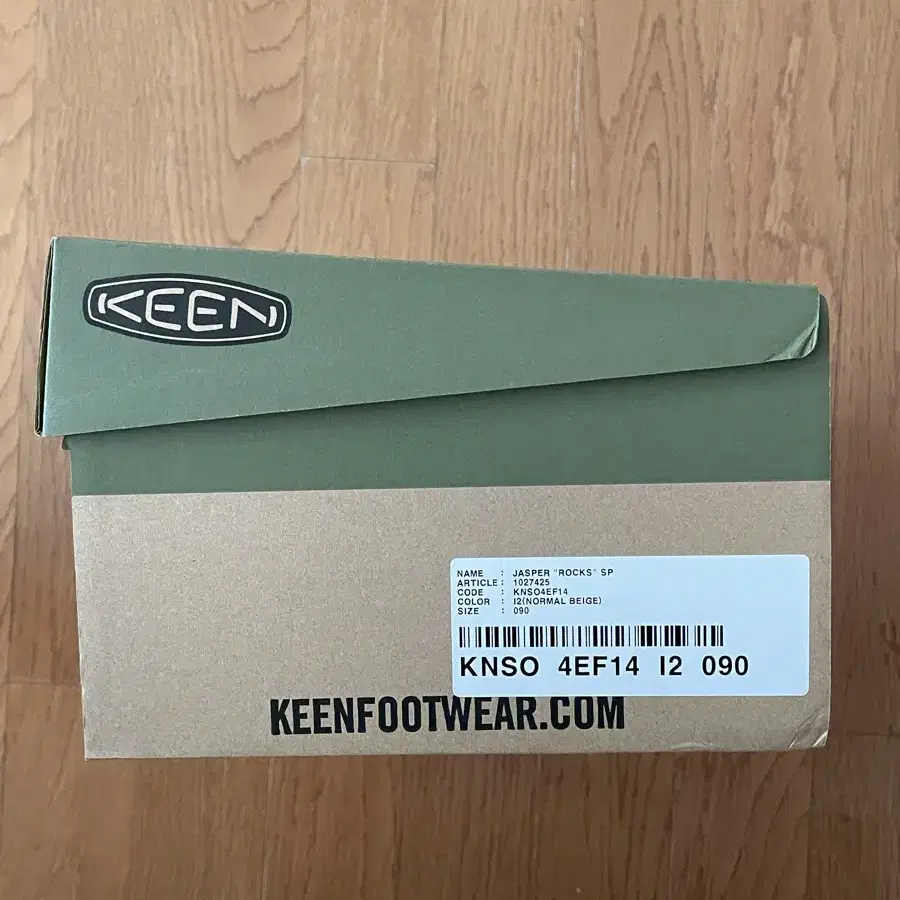 KEEN
NAME : JASPER "ROCKS" SP
ARTICLE : 1027425
CODE : KNSO4EF14
COLOR : I2(NORMAL BEIGE)
SIZE : 090
KNSO 4EF14 I2 090
KEENFOOTWEAR.COM